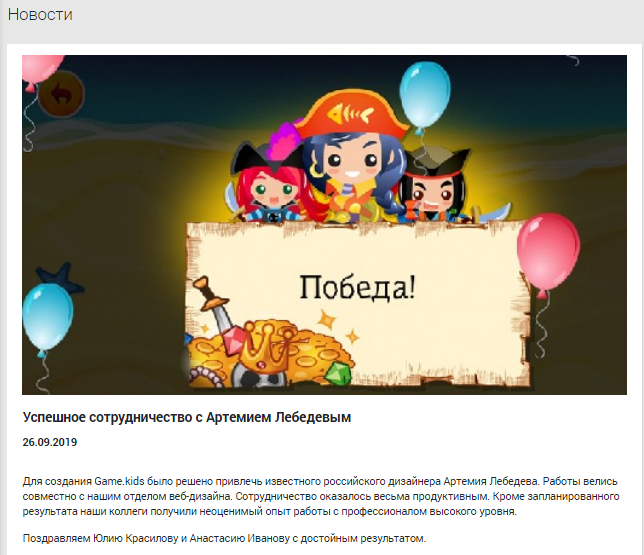 Новости
Победа!
Успешное сотрудничество с Артемием Лебедевым
26.09.2019
Для создания Game.kids было решено привлечь известного российского дизайнера Артемия Лебедева. Работы велись
совместно с нашим отделом веб-дизайна. Сотрудничество оказалось весьма продуктивным. Кроме запланированного
результата наши коллеги получили неоценимый опыт работы с профессионалом высокого уровня.
Поздравляем Юлию Красилову и Анастасию Иванову с достойным результатом.